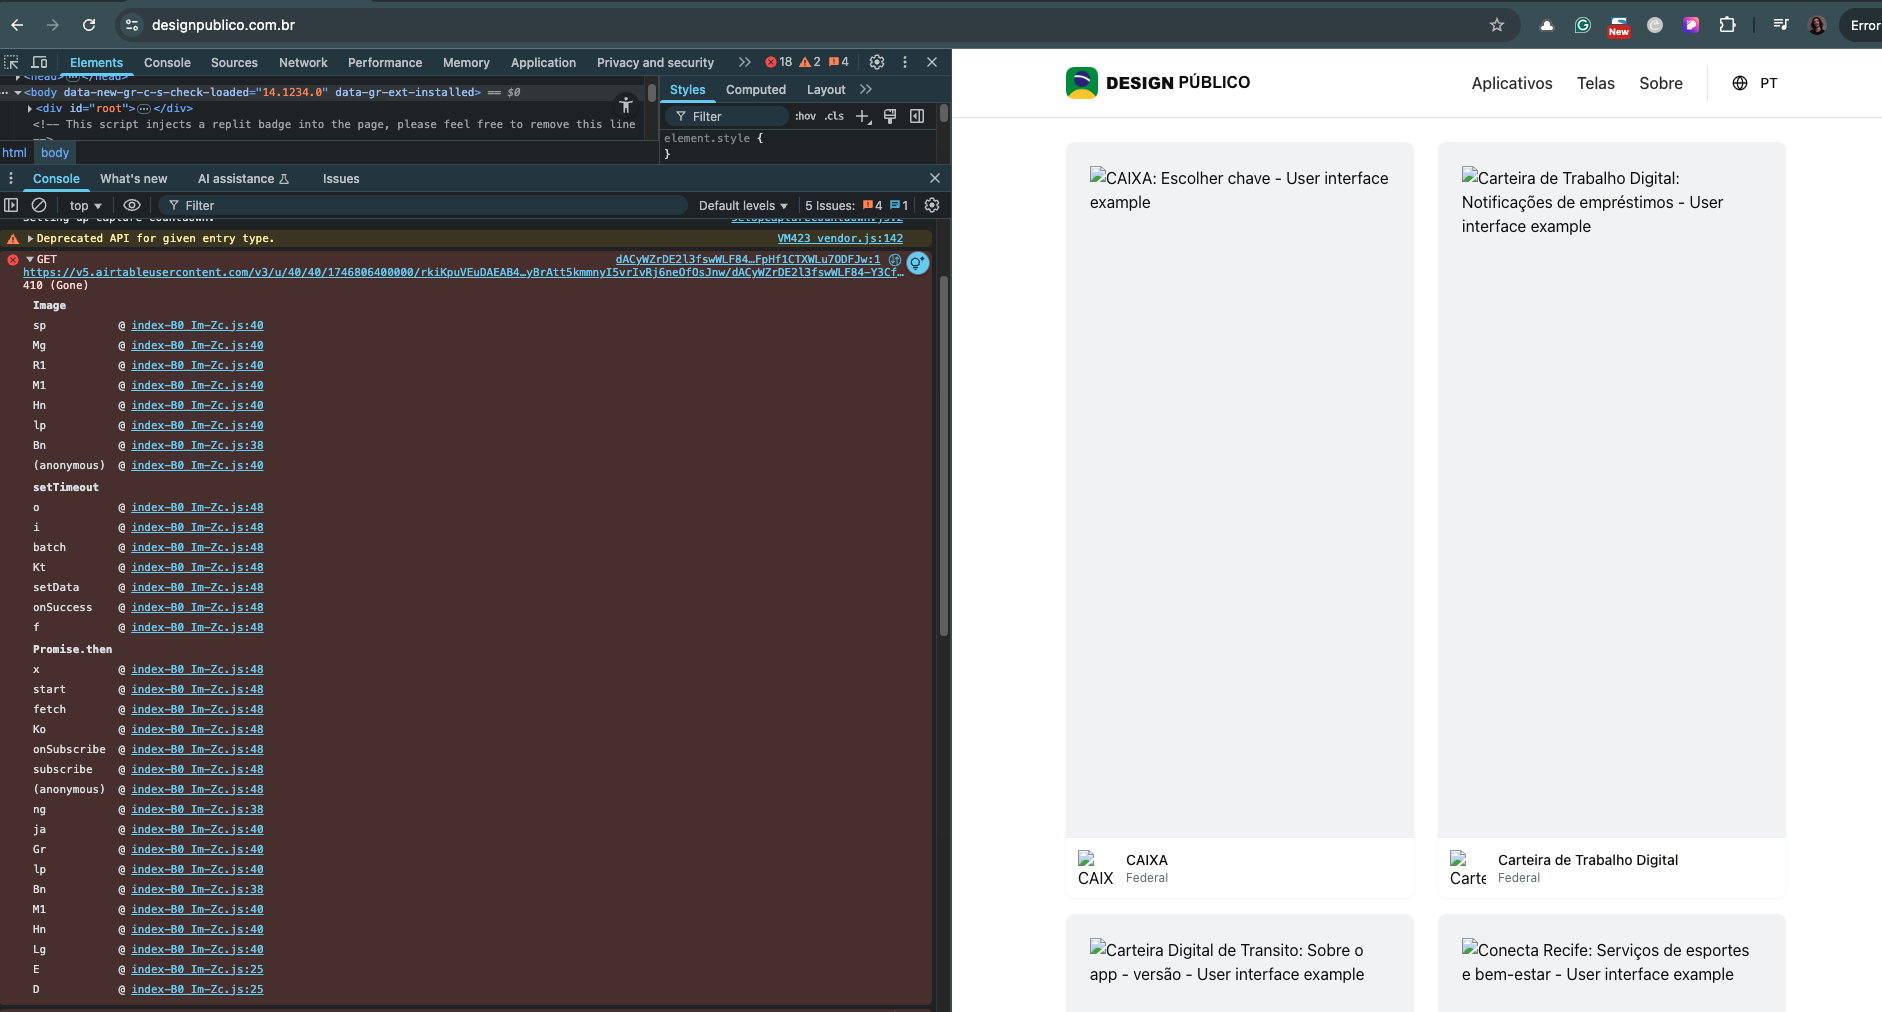 designpublico.com.br
New
Error
Elements Console Sources Network Performance Memory Application Privacy and security 18 2 4
<body data-new-gr-c-s-check-loaded="14.1234.0" data-gr-ext-installed> == $0
<div id="root"> </div>
<!-- This script injects a replit badge into the page, please feel free to remove this line
-->
html body
Styles Computed Layout
Filter :hov .cls
element.style {
}
Console What's new AI assistance Issues
top Filter Default levels 5 Issues: 4 1
Deprecated API for given entry type. VM423 vendor.js:142
GET dACyWZrDE2l3fswWLF84…FpHf1CTXWLu7ODFJw:1
https://v5.airtableusercontent.com/v3/u/40/40/1746806400000/rkiKpuVEuDAEAB4…yBrAtt5kmmnyI5vrIvRj6neOfOsJnw/dACyWZrDE2l3fswWLF84-Y3Cf…
410 (Gone)
Image
sp @ index-B0_Im-Zc.js:40
Mg @ index-B0_Im-Zc.js:40
R1 @ index-B0_Im-Zc.js:40
M1 @ index-B0_Im-Zc.js:40
Hn @ index-B0_Im-Zc.js:40
lp @ index-B0_Im-Zc.js:40
Bn @ index-B0_Im-Zc.js:38
(anonymous) @ index-B0_Im-Zc.js:40
setTimeout
o @ index-B0_Im-Zc.js:48
i @ index-B0_Im-Zc.js:48
batch @ index-B0_Im-Zc.js:48
Kt @ index-B0_Im-Zc.js:48
setData @ index-B0_Im-Zc.js:48
onSuccess @ index-B0_Im-Zc.js:48
f @ index-B0_Im-Zc.js:48
Promise.then
x @ index-B0_Im-Zc.js:48
start @ index-B0_Im-Zc.js:48
fetch @ index-B0_Im-Zc.js:48
Ko @ index-B0_Im-Zc.js:48
onSubscribe @ index-B0_Im-Zc.js:48
subscribe @ index-B0_Im-Zc.js:48
(anonymous) @ index-B0_Im-Zc.js:48
ng @ index-B0_Im-Zc.js:38
ja @ index-B0_Im-Zc.js:40
Gr @ index-B0_Im-Zc.js:40
lp @ index-B0_Im-Zc.js:40
Bn @ index-B0_Im-Zc.js:38
M1 @ index-B0_Im-Zc.js:40
Hn @ index-B0_Im-Zc.js:40
Lg @ index-B0_Im-Zc.js:40
E @ index-B0_Im-Zc.js:25
D @ index-B0_Im-Zc.js:25
DESIGN PÚBLICO
Aplicativos Telas Sobre PT
CAIXA: Escolher chave - User interface
example
CAIX
CAIXA
Federal
Carteira de Trabalho Digital:
Notificações de empréstimos - User
interface example
Carte
Carteira de Trabalho Digital
Federal
Carteira Digital de Transito: Sobre o
app - versão - User interface example
Conecta Recife: Serviços de esportes
e bem-estar - User interface example